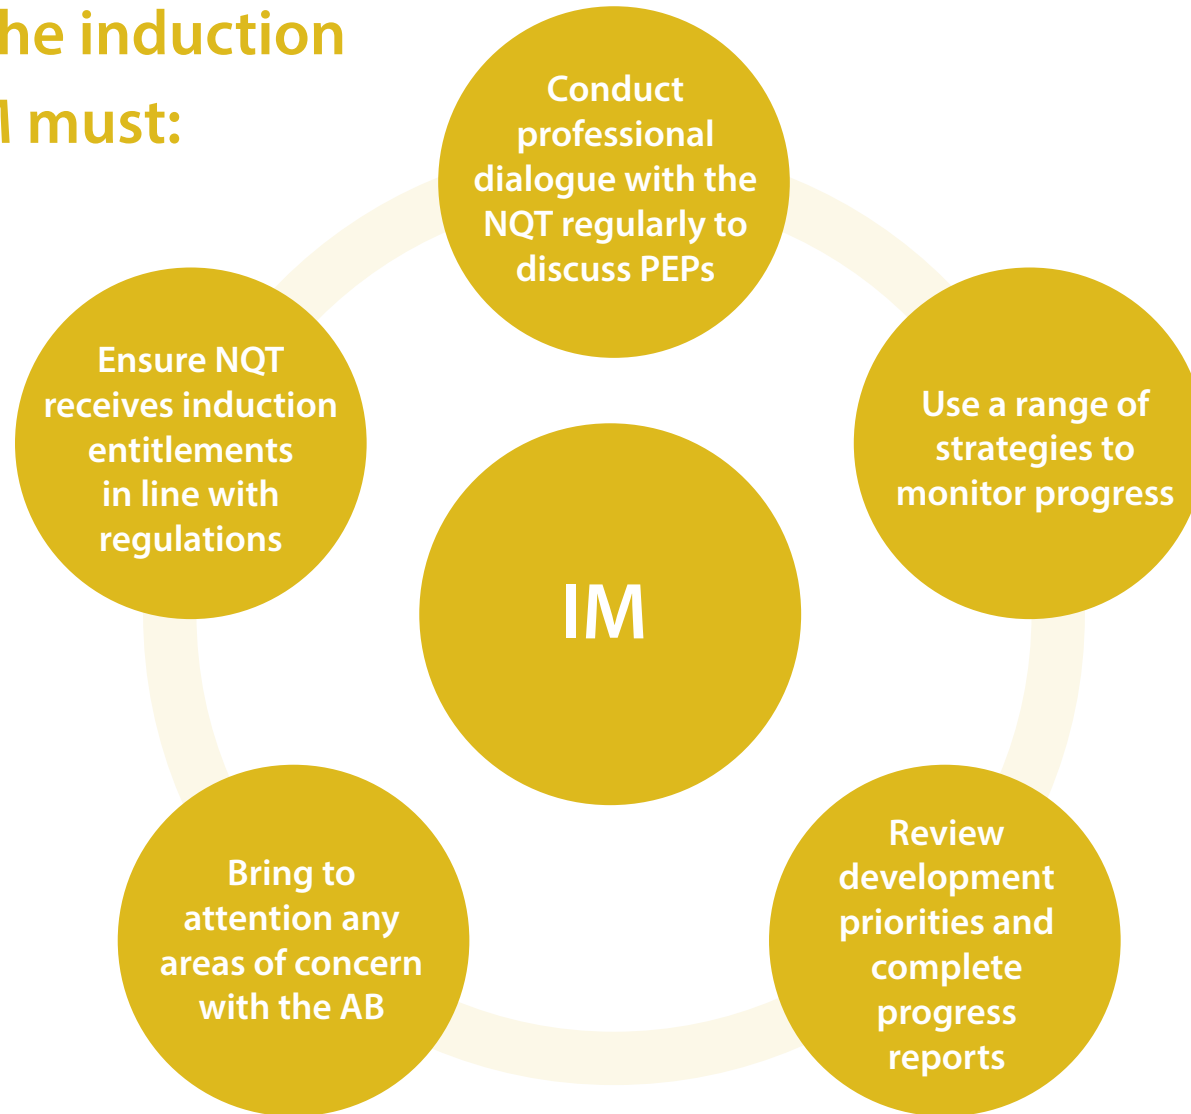 he induction
M must:
Conduct
professional
dialogue with the
NQT regularly to
discuss PEPs
Use a range of
strategies to
monitor progress
Review
development
priorities and
complete
progress
reports
Bring to
attention any
areas of concern
with the AB
Ensure NQT
receives induction
entitlements
in line with
regulations
IM